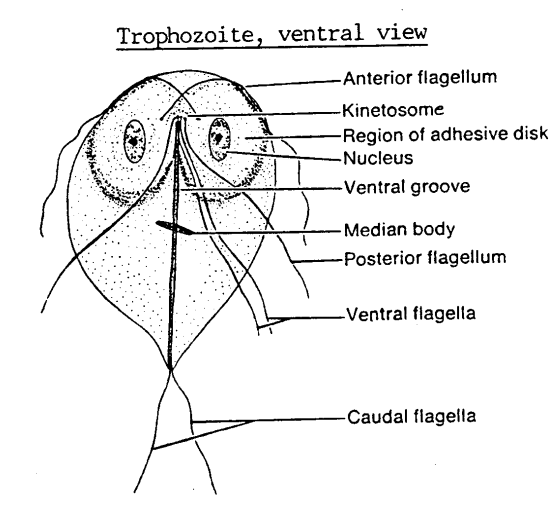 Trophozoite, ventral view
Anterior flagellum
Kinetosome
Region of adhesive disk
Nucleus
Ventral groove
Median body
Posterior flagellum
Ventral flagella
Caudal flagella